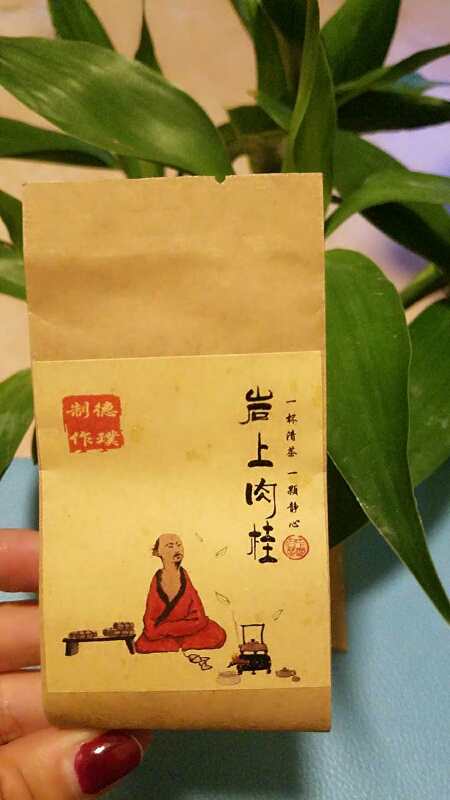 岩上肉桂
一杯清茶 一颗静心
德璞
制作